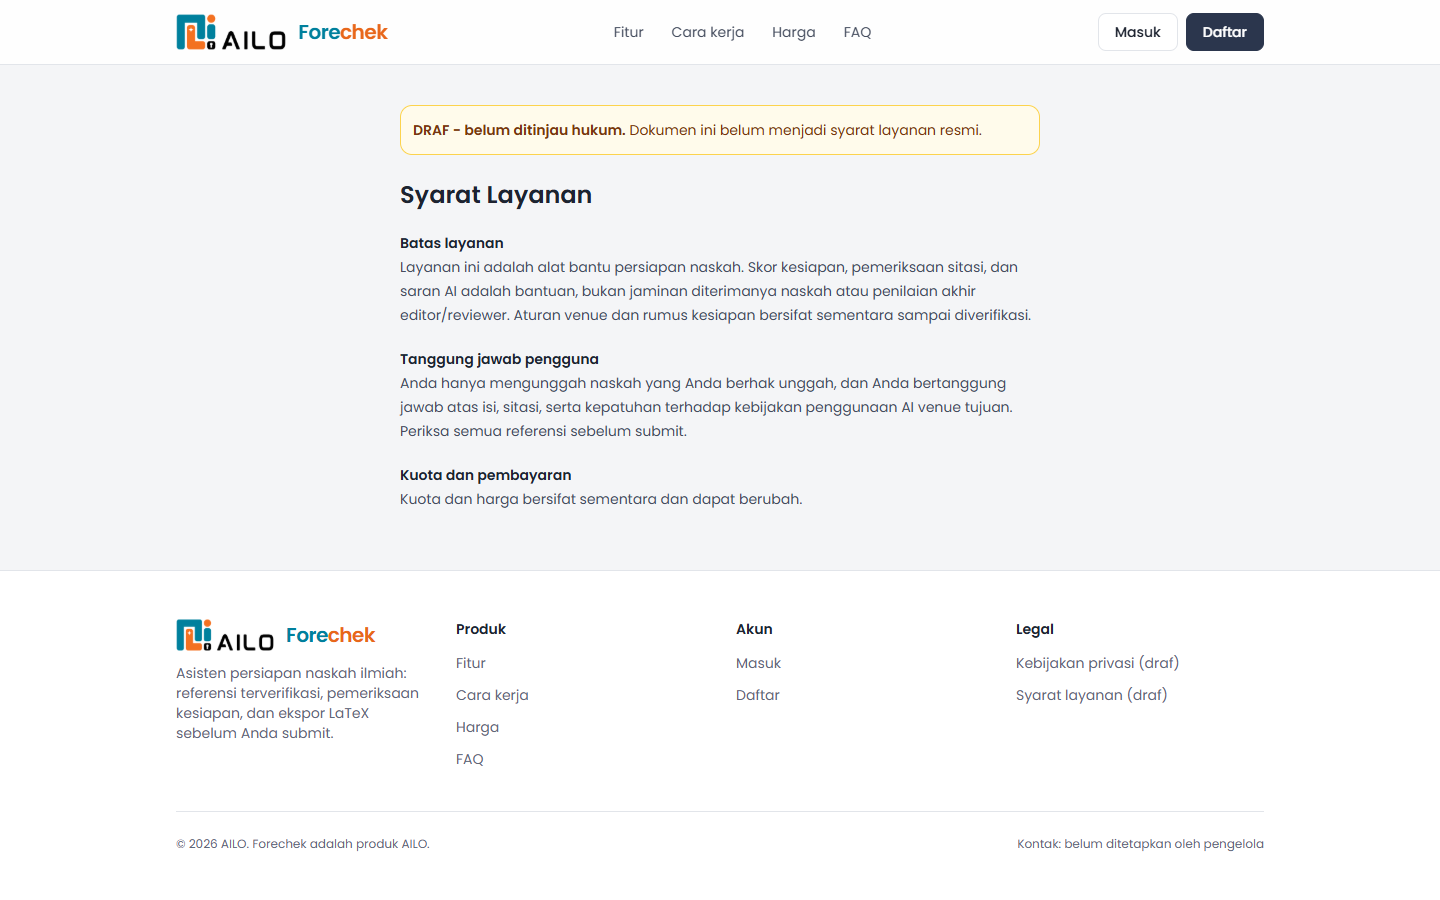 AILO Forechek
Fitur
Cara kerja
Harga
FAQ
Masuk
Daftar
DRAF - belum ditinjau hukum. Dokumen ini belum menjadi syarat layanan resmi.
Syarat Layanan
Batas layanan
Layanan ini adalah alat bantu persiapan naskah. Skor kesiapan, pemeriksaan sitasi, dan
saran AI adalah bantuan, bukan jaminan diterimanya naskah atau penilaian akhir
editor/reviewer. Aturan venue dan rumus kesiapan bersifat sementara sampai diverifikasi.
Tanggung jawab pengguna
Anda hanya mengunggah naskah yang Anda berhak unggah, dan Anda bertanggung
jawab atas isi, sitasi, serta kepatuhan terhadap kebijakan penggunaan AI venue tujuan.
Periksa semua referensi sebelum submit.
Kuota dan pembayaran
Kuota dan harga bersifat sementara dan dapat berubah.
AILO Forechek
Asisten persiapan naskah ilmiah:
referensi terverifikasi, pemeriksaan
kesiapan, dan ekspor LaTeX
sebelum Anda submit.
Produk
Fitur
Cara kerja
Harga
FAQ
Akun
Masuk
Daftar
Legal
Kebijakan privasi (draf)
Syarat layanan (draf)
© 2026 AILO. Forechek adalah produk AILO.
Kontak: belum ditetapkan oleh pengelola